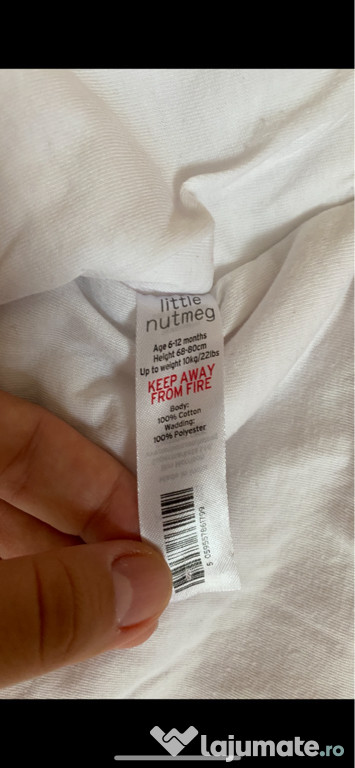 little
nutmeg
Age 6-12 months
Height 68-80cm
Up to weight 10kg/22lbs
KEEP AWAY
FROM FIRE
Body:
100% Cotton
Wadding:
100% Polyester
lajumate.ro